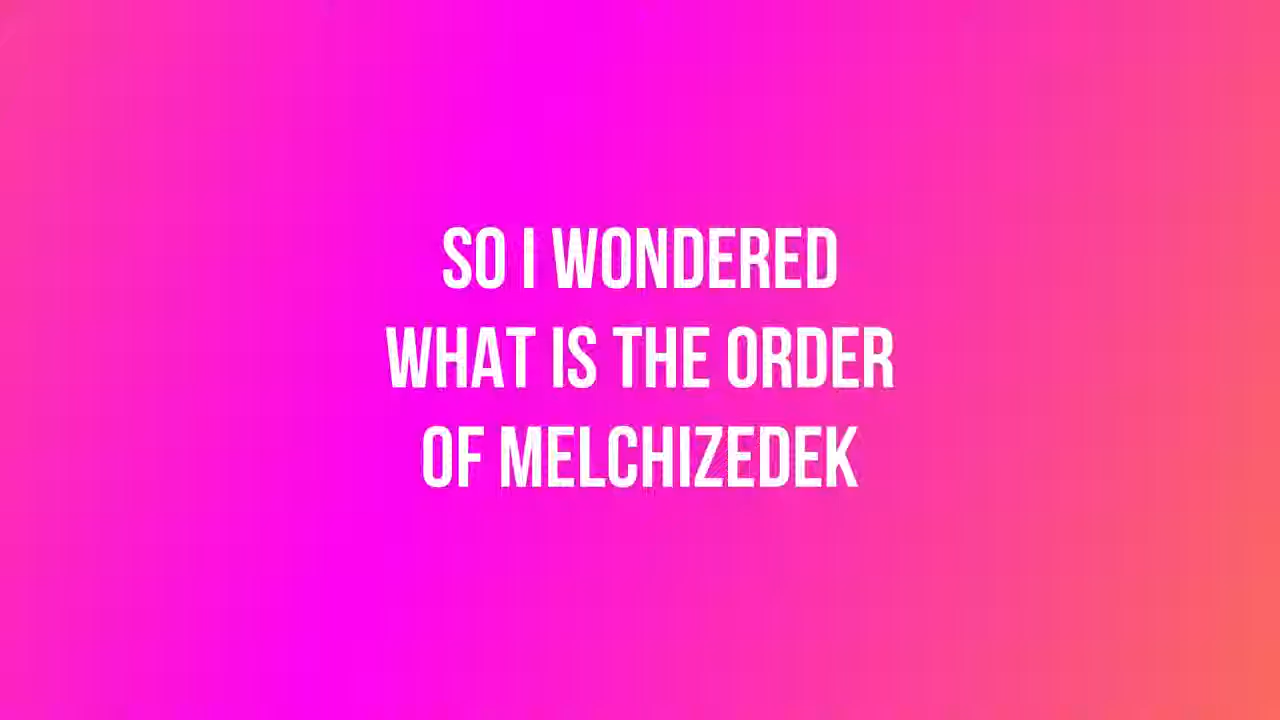 SO I WONDERED
WHAT IS THE ORDER
OF MELCHIZEDEK